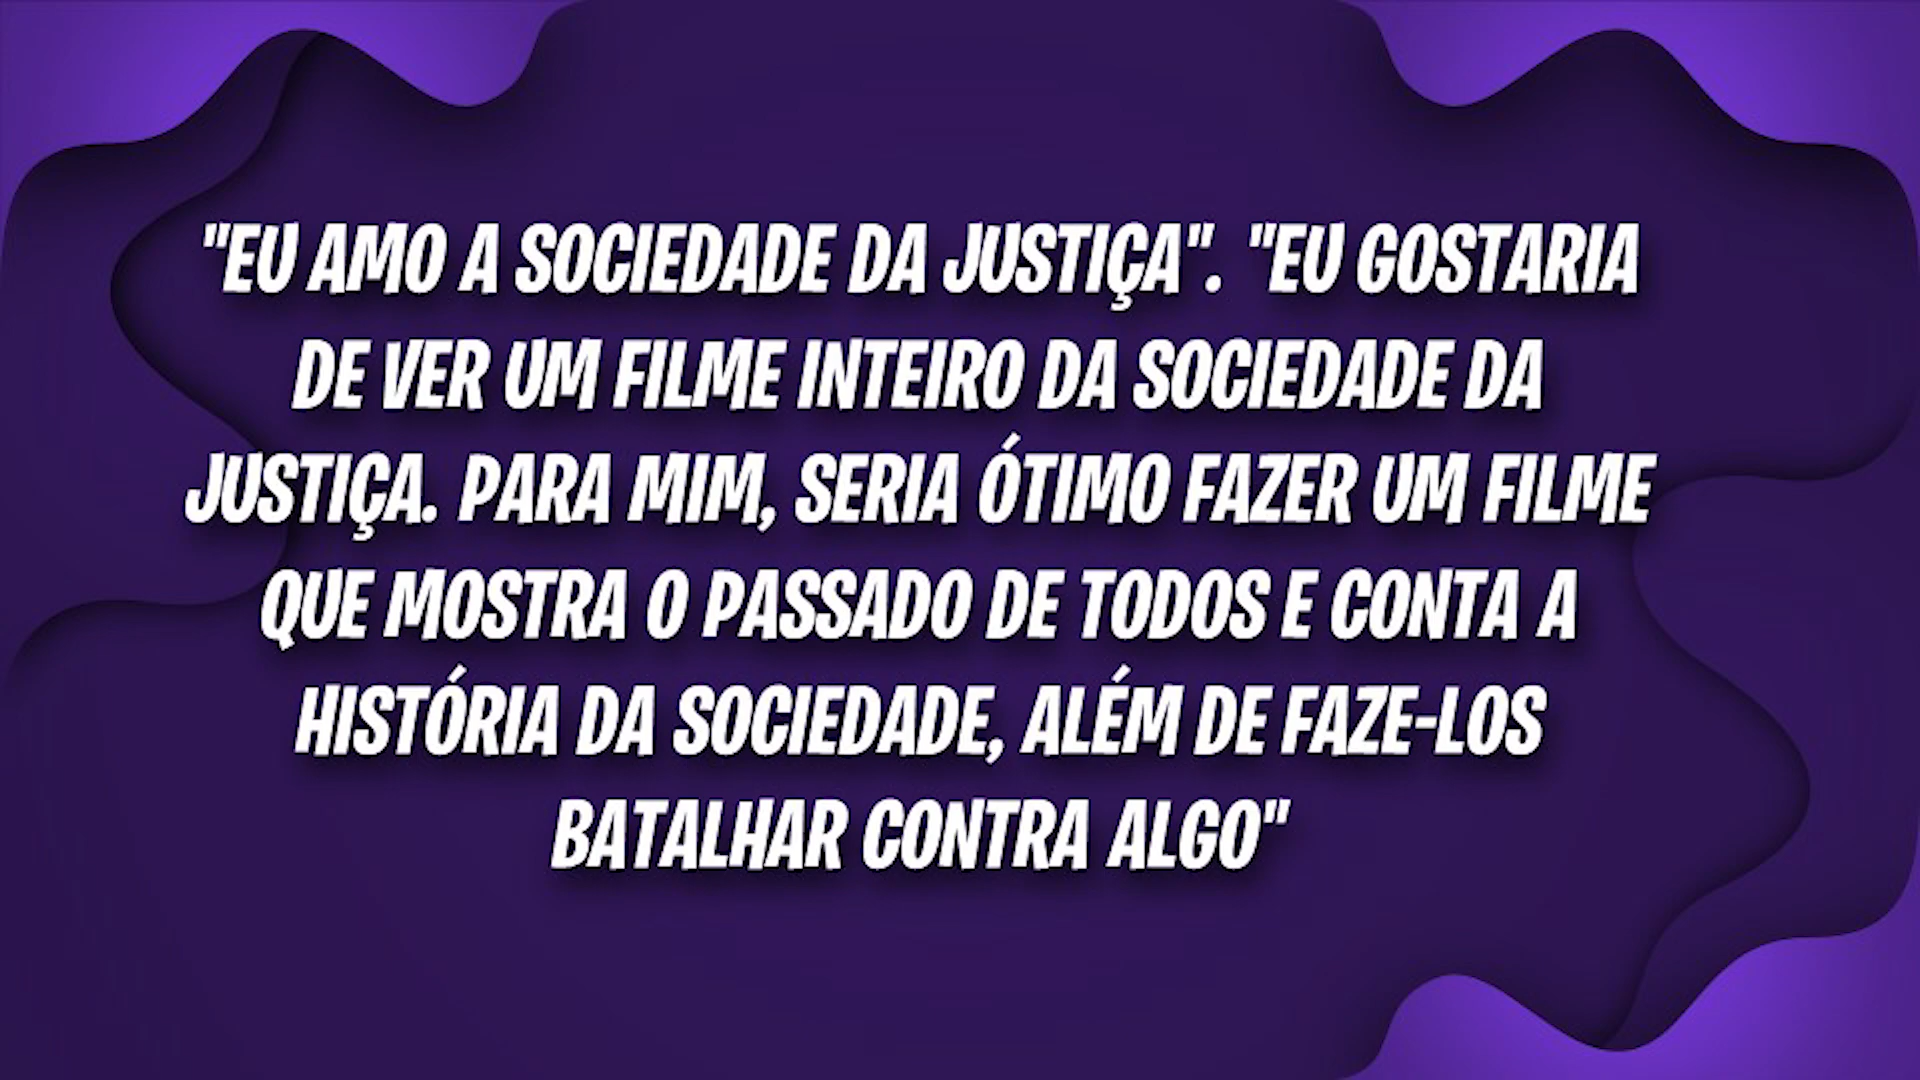 "EU AMO A SOCIEDADE DA JUSTIÇA". "EU GOSTARIA
DE VER UM FILME INTEIRO DA SOCIEDADE DA
JUSTIÇA. PARA MIM, SERIA ÓTIMO FAZER UM FILME
QUE MOSTRA O PASSADO DE TODOS E CONTA A
HISTÓRIA DA SOCIEDADE, ALÉM DE FAZE-LOS
BATALHAR CONTRA ALGO"